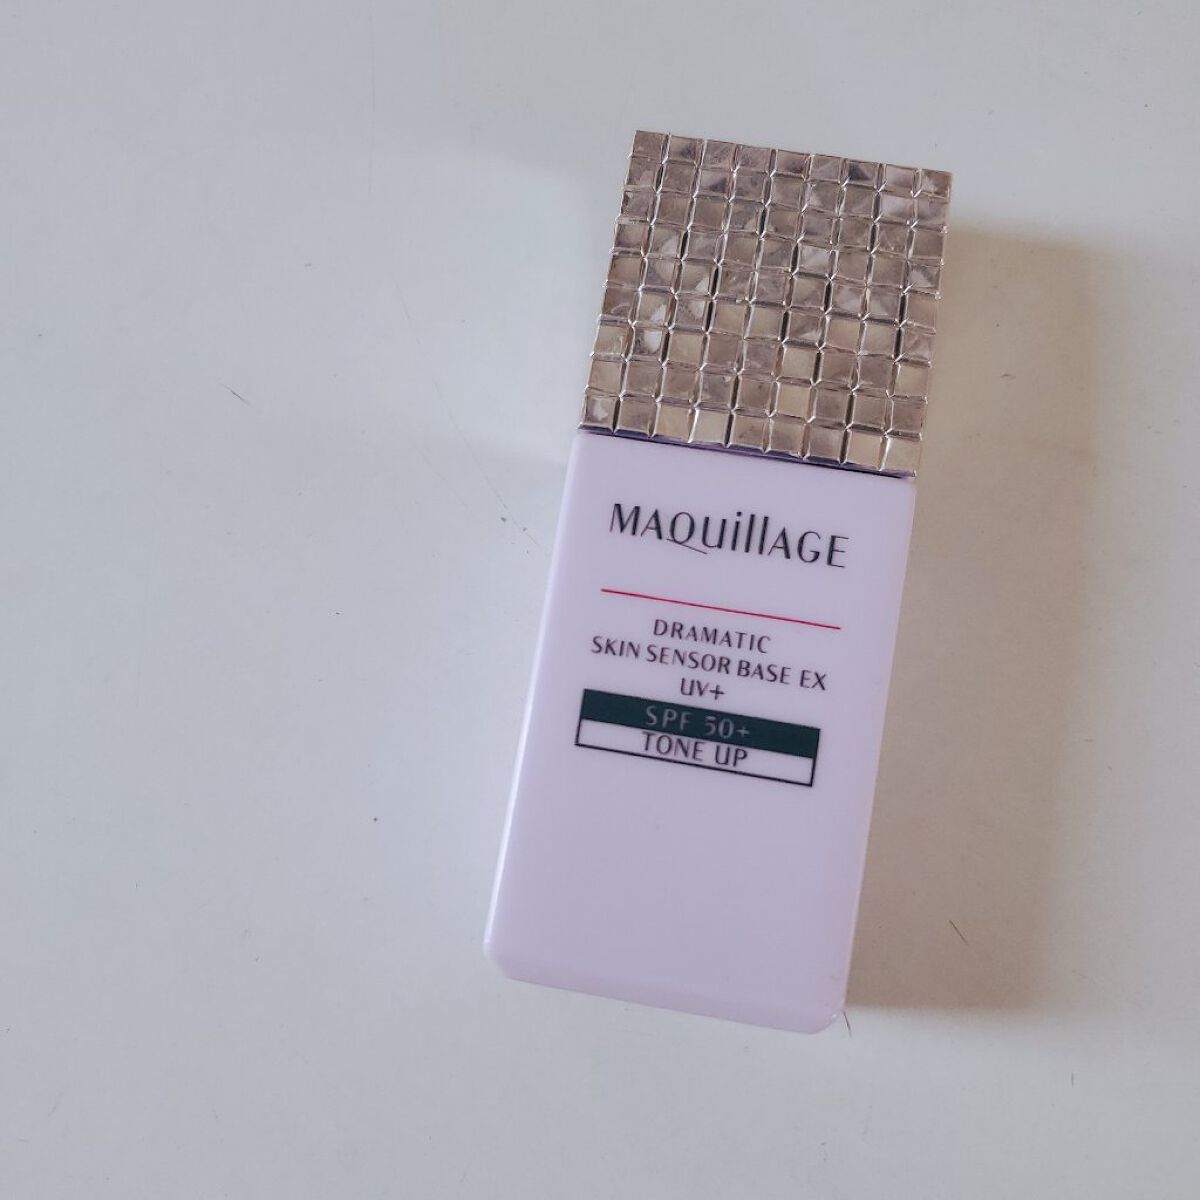 MAQuillAGE
DRAMATIC
SKIN SENSOR BASE EX
UV+
SPF 50+
TONE UP